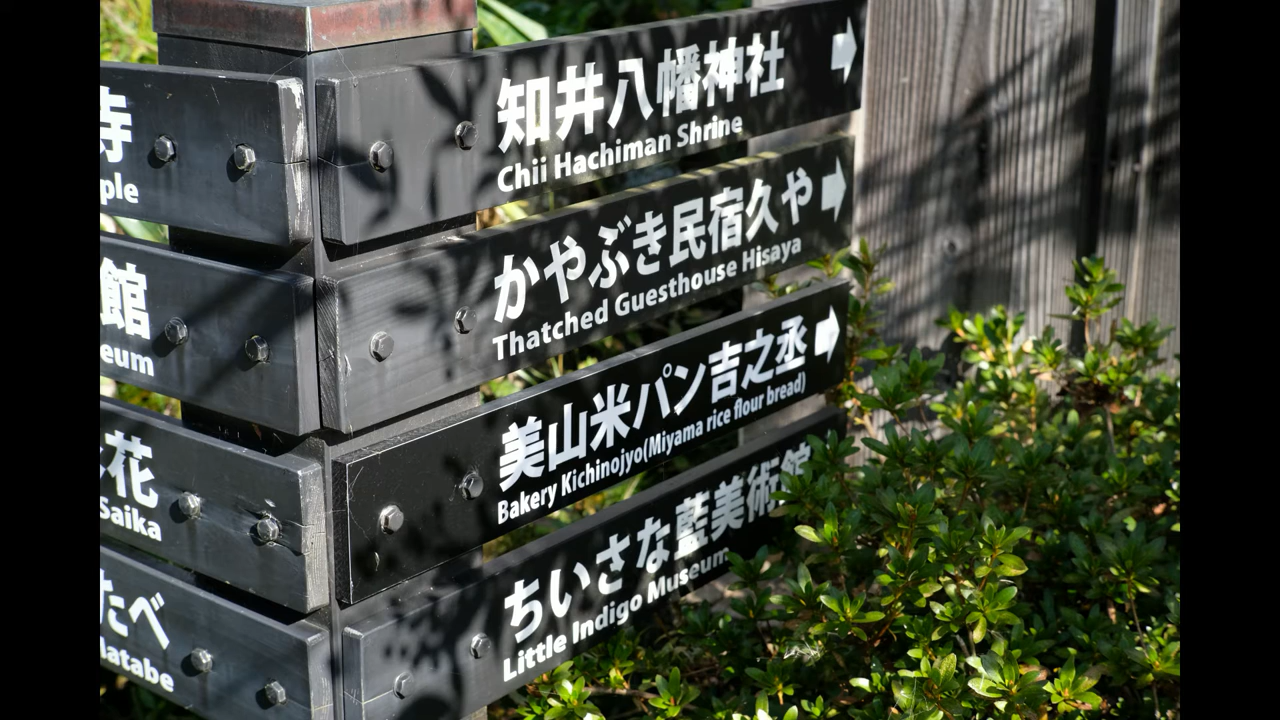 寺
ple
館
eum
花
Saika
たべ
atabe
知井八幡神社
Chii Hachiman Shrine
かやぶき民宿久や
Thatched Guesthouse Hisaya
美山米パン吉之丞
Bakery Kichinojyo(Miyama rice flour bread)
ちいさな藍美術館
Little Indigo Museum